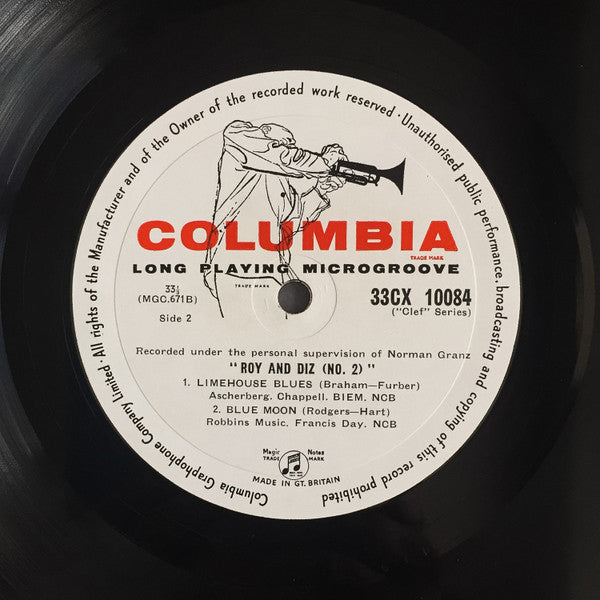 All rights of the Manufacturer and of the Owner of the recorded work reserved · Unauthorised public performance, broadcasting and copying of this record prohibited
COLUMBIA
TRADE MARK
LONG PLAYING MICROGROOVE
TRADE MARK
33⅓
(MGC.671B)
33CX 10084
("Clef" Series)
Side 2
Recorded under the personal supervision of Norman Granz
"ROY AND DIZ (NO. 2)"
1. LIMEHOUSE BLUES (Braham—Furber)
Ascherberg. Chappell. BIEM. NCB
2. BLUE MOON (Rodgers—Hart)
Robbins Music. Francis Day. NCB
Magic Notes
TRADE MARK
MADE IN GT. BRITAIN
Columbia Graphophone Company Limited ·